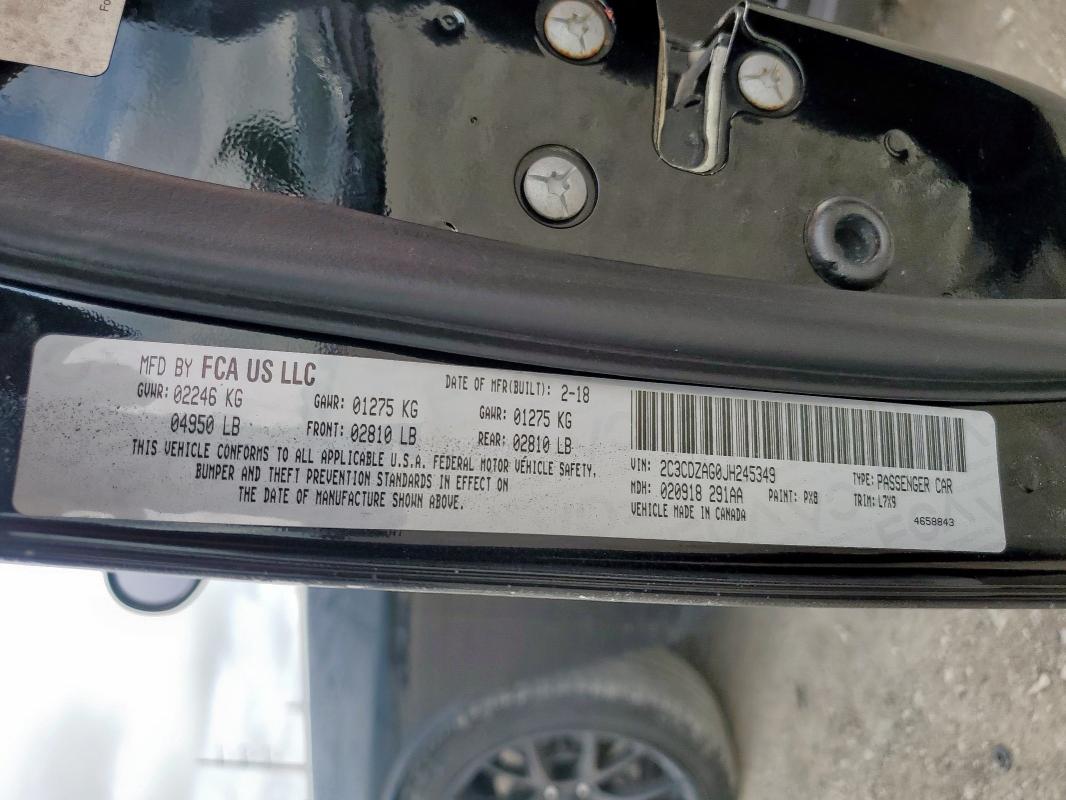 Fo
MFD BY FCA US LLC
DATE OF MFR(BUILT): 2-18
GVWR: 02246 KG
04950 LB
GAWR: 01275 KG
FRONT: 02810 LB
GAWR: 01275 KG
REAR: 02810 LB
THIS VEHICLE CONFORMS TO ALL APPLICABLE U.S.A. FEDERAL MOTOR VEHICLE SAFETY,
BUMPER AND THEFT PREVENTION STANDARDS IN EFFECT ON
THE DATE OF MANUFACTURE SHOWN ABOVE.
VIN: 2C3CDZAG0JH245349
TYPE: PASSENGER CAR
MDH: 020918 291AA
PAINT: PX8
TRIM: L7X9
VEHICLE MADE IN CANADA
4658843